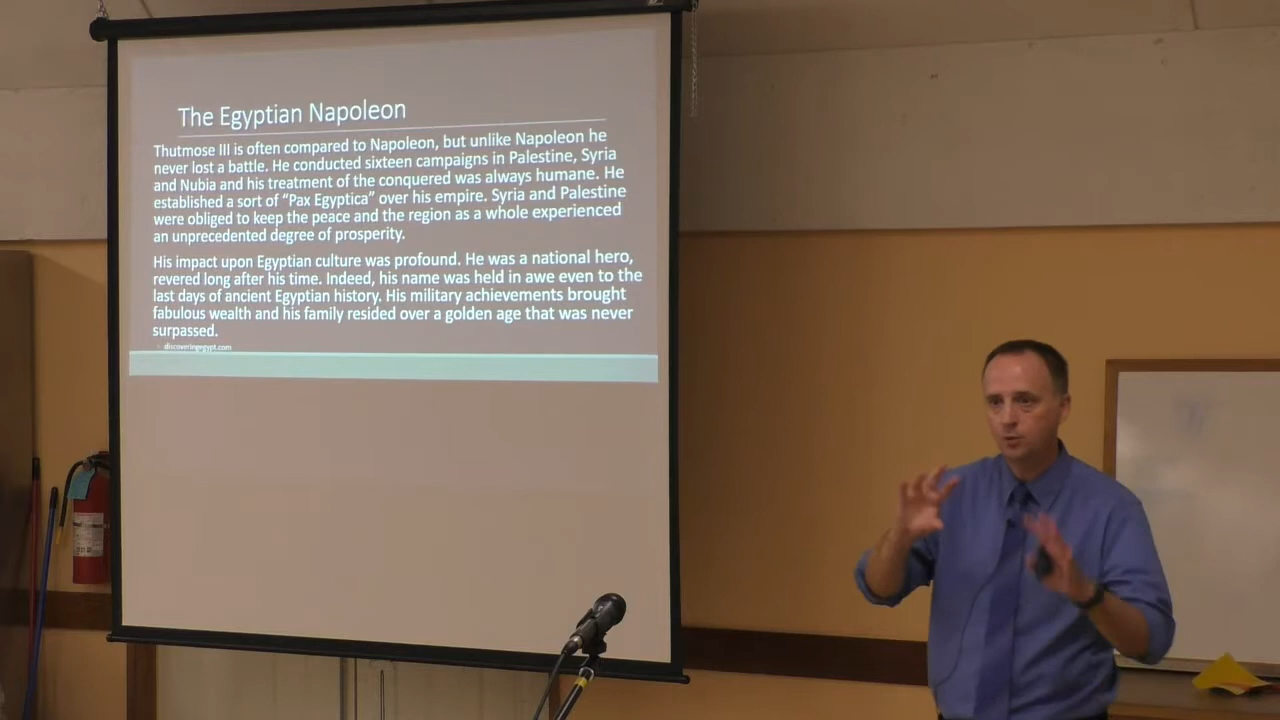 The Egyptian Napoleon
Thutmose III is often compared to Napoleon, but unlike Napoleon he
never lost a battle. He conducted sixteen campaigns in Palestine, Syria
and Nubia and his treatment of the conquered was always humane. He
established a sort of “Pax Egyptica” over his empire. Syria and Palestine
were obliged to keep the peace and the region as a whole experienced
an unprecedented degree of prosperity.
His impact upon Egyptian culture was profound. He was a national hero,
revered long after his time. Indeed, his name was held in awe even to the
last days of ancient Egyptian history. His military achievements brought
fabulous wealth and his family resided over a golden age that was never
surpassed.
discoveringegypt.com